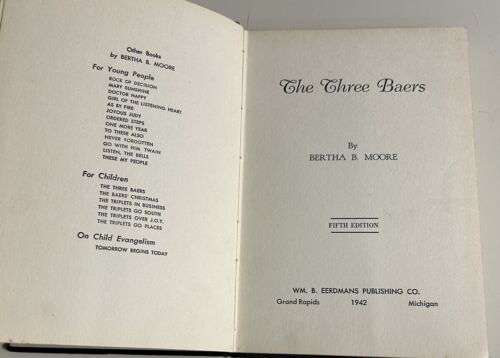 Other Books
by BERTHA B. MOORE
For Young People
ROCK OF DECISION
MARY SUNSHINE
DOCTOR HAPPY
GIRL OF THE LISTENING HEART
AS BY FIRE
JOYOUS JUDY
ORDERED STEPS
ONE MORE YEAR
TO THESE ALSO
NEVER FORGOTTEN
GO WITH HIM TWAIN
LISTEN, THE BELLS
THESE MY PEOPLE
For Children
THE THREE BAERS
THE BAERS' CHRISTMAS
THE TRIPLETS IN BUSINESS
THE TRIPLETS GO SOUTH
THE TRIPLETS OVER J.O.Y.
THE TRIPLETS GO PLACES
On Child Evangelism
TOMORROW BEGINS TODAY
The Three Baers
By
BERTHA B. MOORE
FIFTH EDITION
WM. B. EERDMANS PUBLISHING CO.
Grand Rapids 1942 Michigan